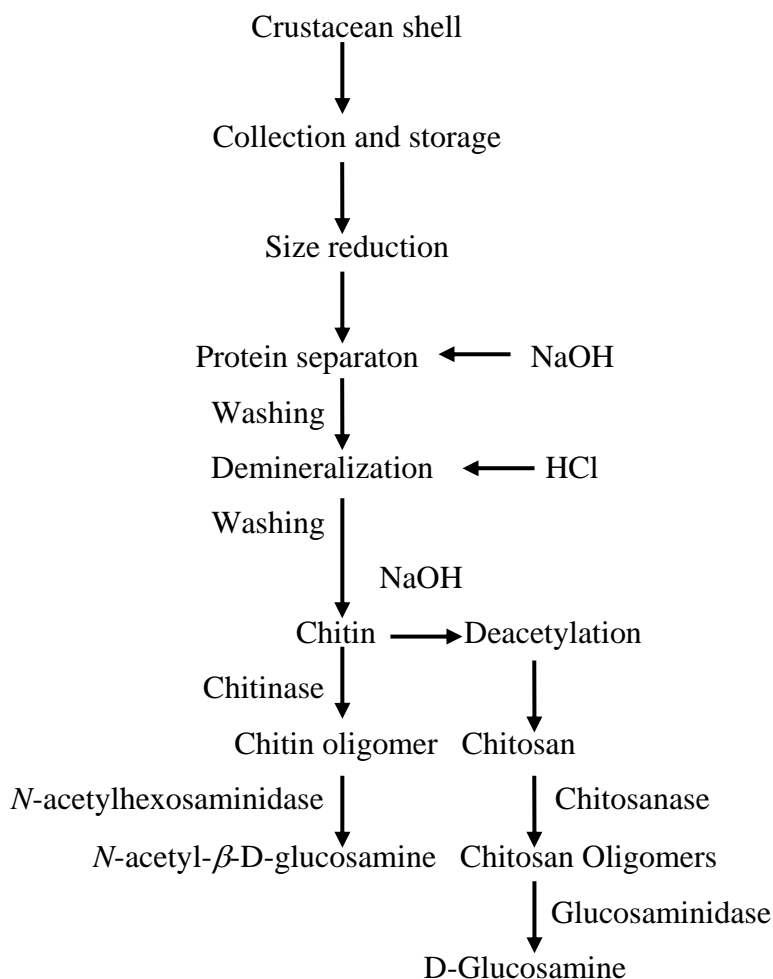 Crustacean shell
Collection and storage
Size reduction
Protein separaton NaOH
Washing
Demineralization HCl
Washing
NaOH
Chitin Deacetylation
Chitinase
Chitin oligomer Chitosan
N-acetylhexosaminidase Chitosanase
N-acetyl-β-D-glucosamine Chitosan Oligomers
Glucosaminidase
D-Glucosamine